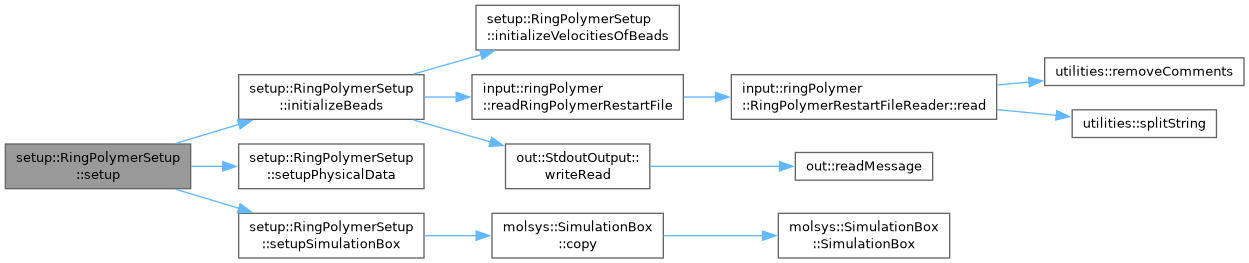 setup::RingPolymerSetup
::setup
setup::RingPolymerSetup
::initializeBeads
setup::RingPolymerSetup
::initializeVelocitiesOfBeads
input::ringPolymer
::readRingPolymerRestartFile
input::ringPolymer
::RingPolymerRestartFileReader::read
utilities::removeComments
utilities::splitString
out::StdoutOutput::
writeRead
out::readMessage
setup::RingPolymerSetup
::setupPhysicalData
setup::RingPolymerSetup
::setupSimulationBox
molsys::SimulationBox
::copy
molsys::SimulationBox
::SimulationBox